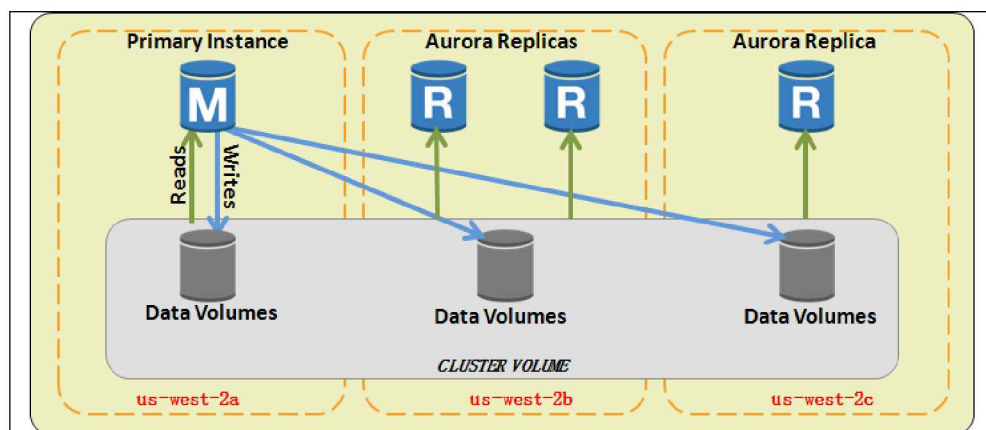 Primary Instance
Aurora Replicas
Aurora Replica
M
R
R
R
Reads
Writes
Data Volumes
Data Volumes
Data Volumes
CLUSTER VOLUME
us-west-2a
us-west-2b
us-west-2c